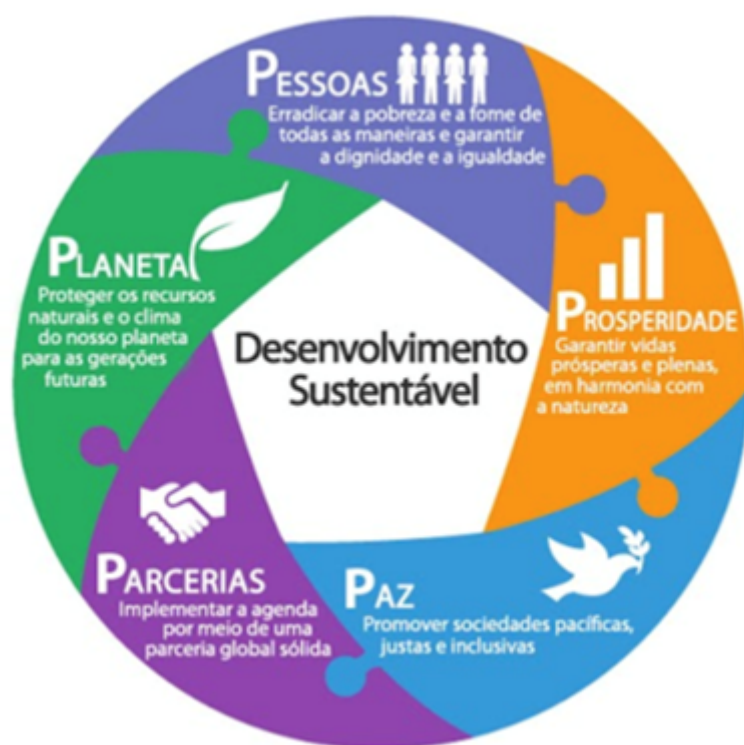 PESSOAS
Erradicar a pobreza e a fome de
todas as maneiras e garantir
a dignidade e a igualdade
PROSPERIDADE
Garantir vidas
prósperas e plenas,
em harmonia com
a natureza
PAZ
Promover sociedades pacíficas,
justas e inclusivas
PARCERIAS
Implementar a agenda
por meio de uma
parceria global sólida
PLANETA
Proteger os recursos
naturais e o clima
do nosso planeta
para as gerações
futuras
Desenvolvimento
Sustentável